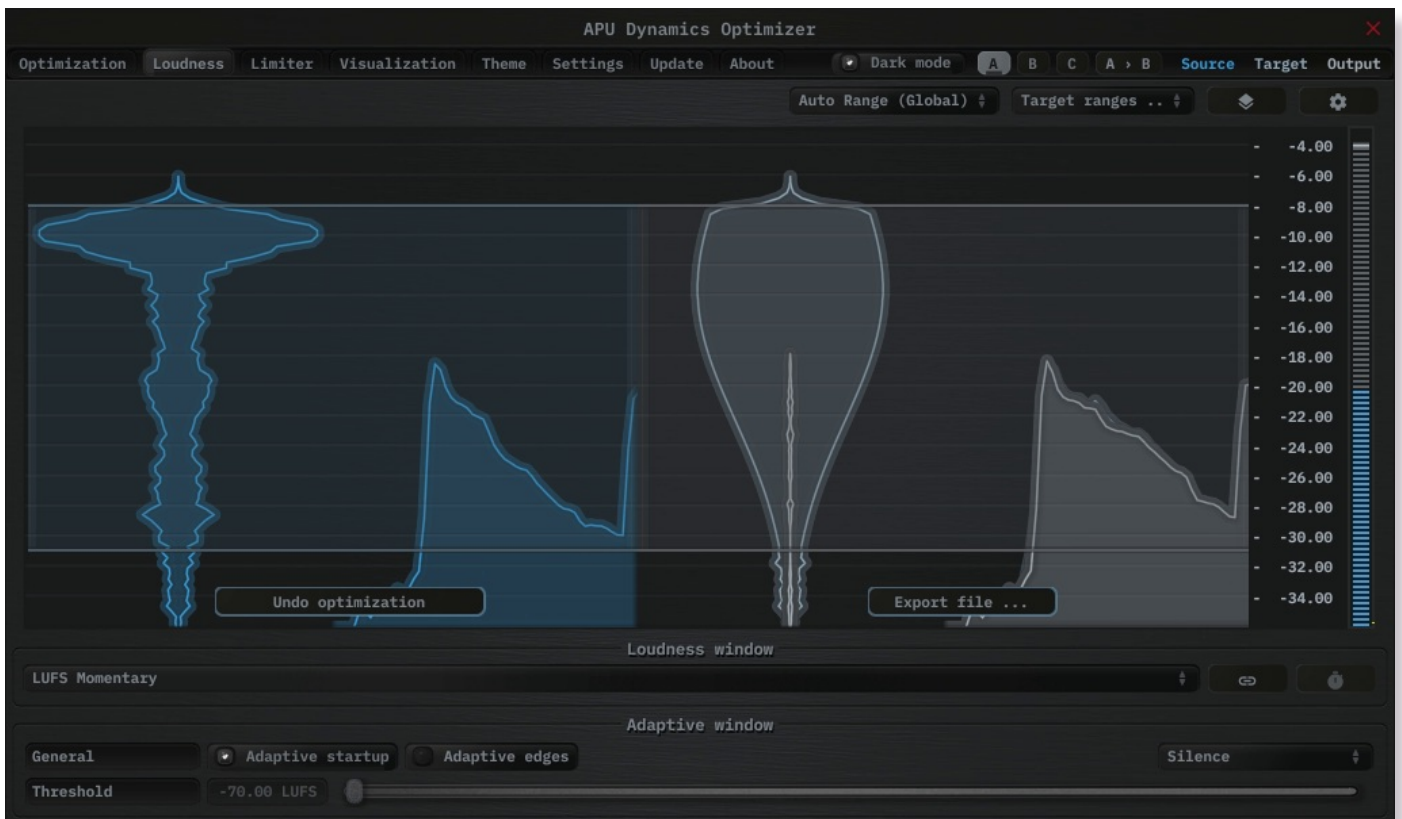 APU Dynamics Optimizer
Optimization Loudness Limiter Visualization Theme Settings Update About Dark mode A B C A › B Source Target Output
Auto Range (Global) Target ranges ..
- -4.00
- -6.00
- -8.00
- -10.00
- -12.00
- -14.00
- -16.00
- -18.00
- -20.00
- -22.00
- -24.00
- -26.00
- -28.00
- -30.00
- -32.00
- -34.00
Undo optimization Export file ...
Loudness window
LUFS Momentary
Adaptive window
General Adaptive startup Adaptive edges Silence
Threshold -70.00 LUFS